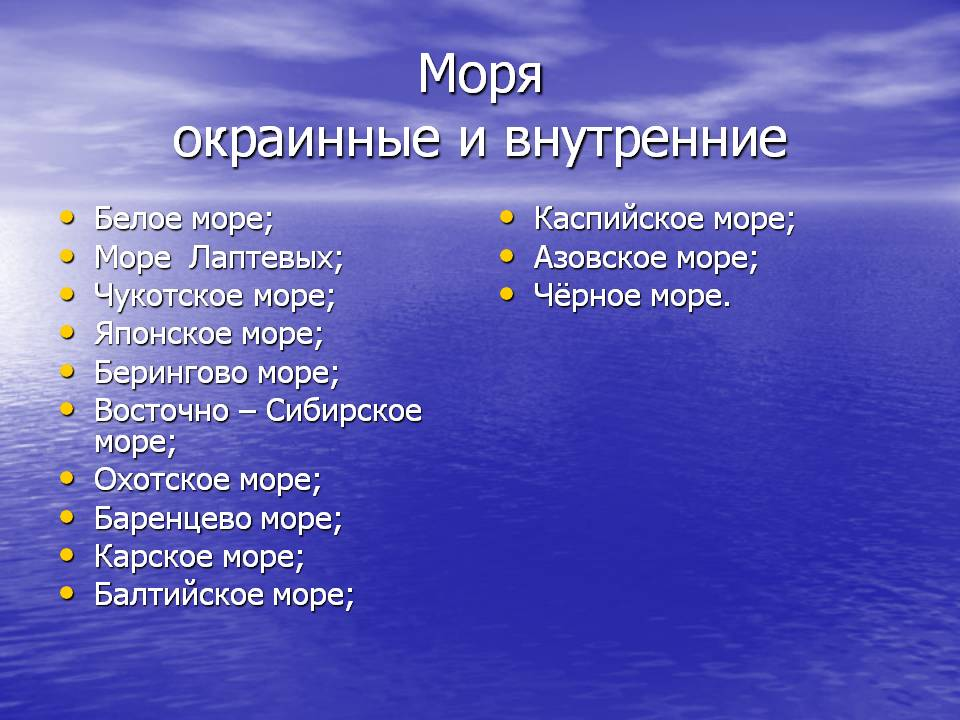 Моря
окраинные и внутренние
Белое море;
Море Лаптевых;
Чукотское море;
Японское море;
Берингово море;
Восточно – Сибирское
море;
Охотское море;
Баренцево море;
Карское море;
Балтийское море;
Каспийское море;
Азовское море;
Чёрное море.